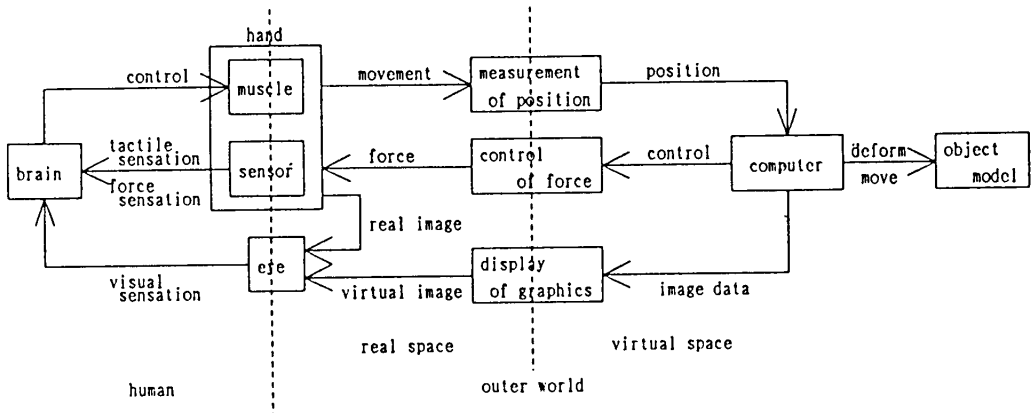 hand
control
muscle
movement
measurement
of position
position
brain
tactile
sensation
force
sensation
sensor
force
control
of force
control
computer
deform
move
object
model
real image
eye
visual
sensation
virtual image
display
of graphics
image data
real space
virtual space
human
outer world